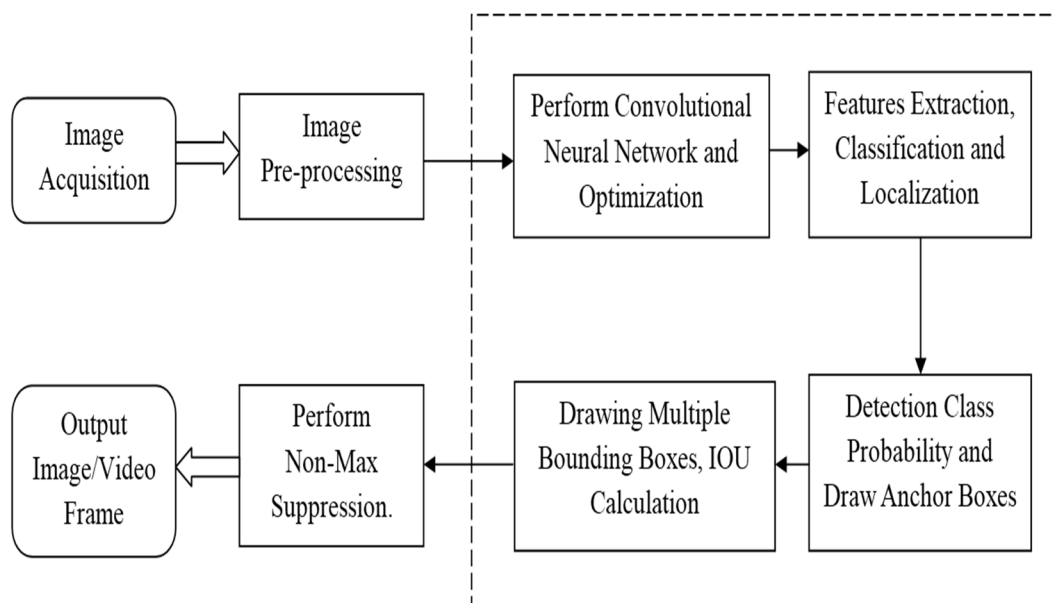 Image
Acquisition
Image
Pre-processing
Perform Convolutional
Neural Network and
Optimization
Features Extraction,
Classification and
Localization
Output
Image/Video
Frame
Perform
Non-Max
Suppression.
Drawing Multiple
Bounding Boxes, IOU
Calculation
Detection Class
Probability and
Draw Anchor Boxes